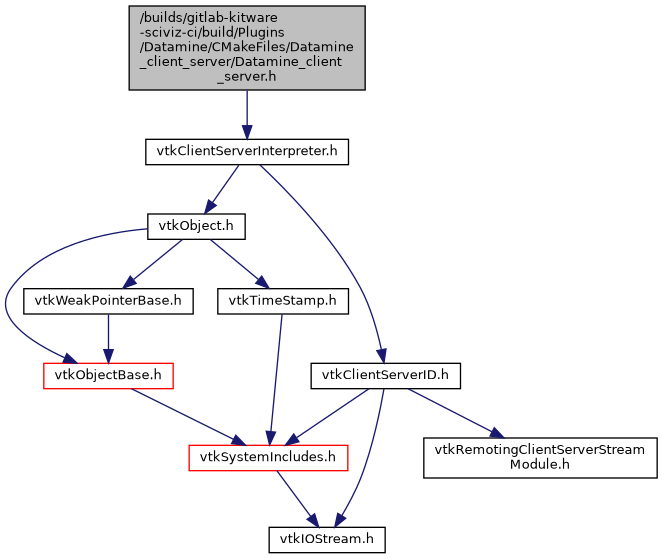 /builds/gitlab-kitware
-sciviz-ci/build/Plugins
/Datamine/CMakeFiles/Datamine
_client_server/Datamine_client
_server.h
vtkClientServerInterpreter.h
vtkObject.h
vtkWeakPointerBase.h
vtkTimeStamp.h
vtkObjectBase.h
vtkClientServerID.h
vtkSystemIncludes.h
vtkRemotingClientServerStream
Module.h
vtkIOStream.h